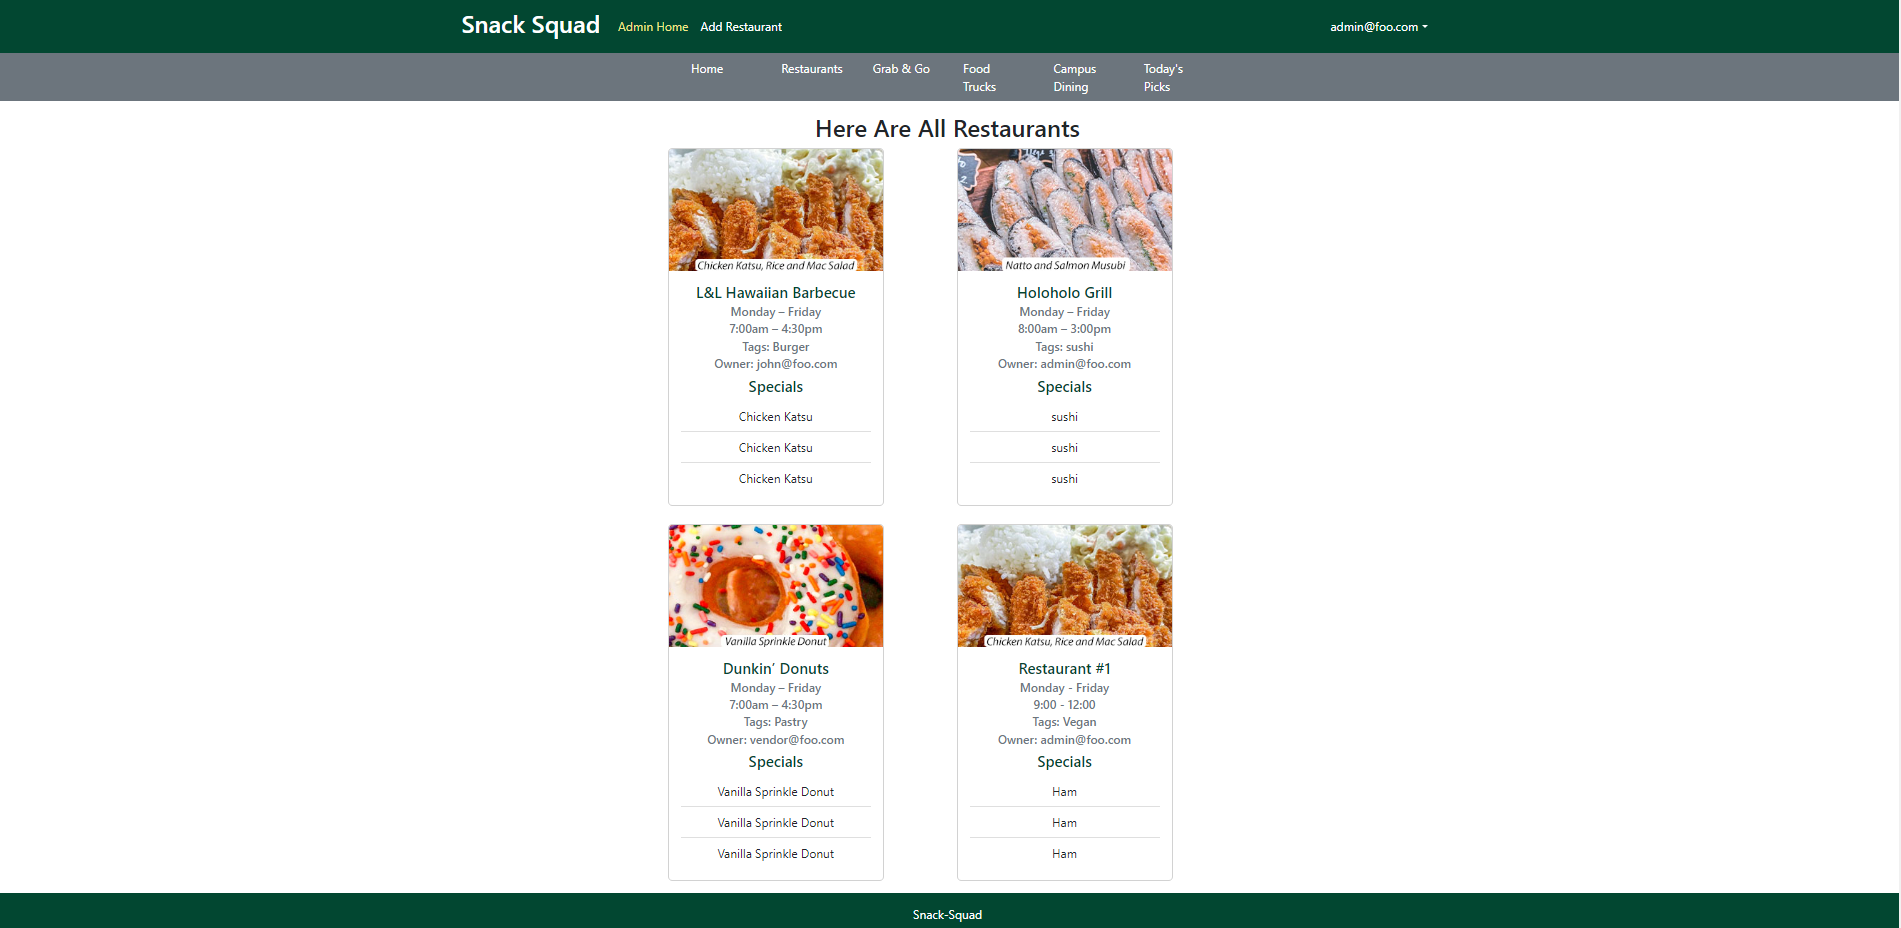 Snack Squad Admin Home Add Restaurant admin@foo.com
Home Restaurants Grab & Go Food Trucks Campus Dining Today's Picks
Here Are All Restaurants
Chicken Katsu, Rice and Mac Salad
L&L Hawaiian Barbecue
Monday – Friday
7:00am – 4:30pm
Tags: Burger
Owner: john@foo.com
Specials
Chicken Katsu
Chicken Katsu
Chicken Katsu
Natto and Salmon Musubi
Holoholo Grill
Monday – Friday
8:00am – 3:00pm
Tags: sushi
Owner: admin@foo.com
Specials
sushi
sushi
sushi
Vanilla Sprinkle Donut
Dunkin’ Donuts
Monday – Friday
7:00am – 4:30pm
Tags: Pastry
Owner: vendor@foo.com
Specials
Vanilla Sprinkle Donut
Vanilla Sprinkle Donut
Vanilla Sprinkle Donut
Chicken Katsu, Rice and Mac Salad
Restaurant #1
Monday - Friday
9:00 - 12:00
Tags: Vegan
Owner: admin@foo.com
Specials
Ham
Ham
Ham
Snack-Squad